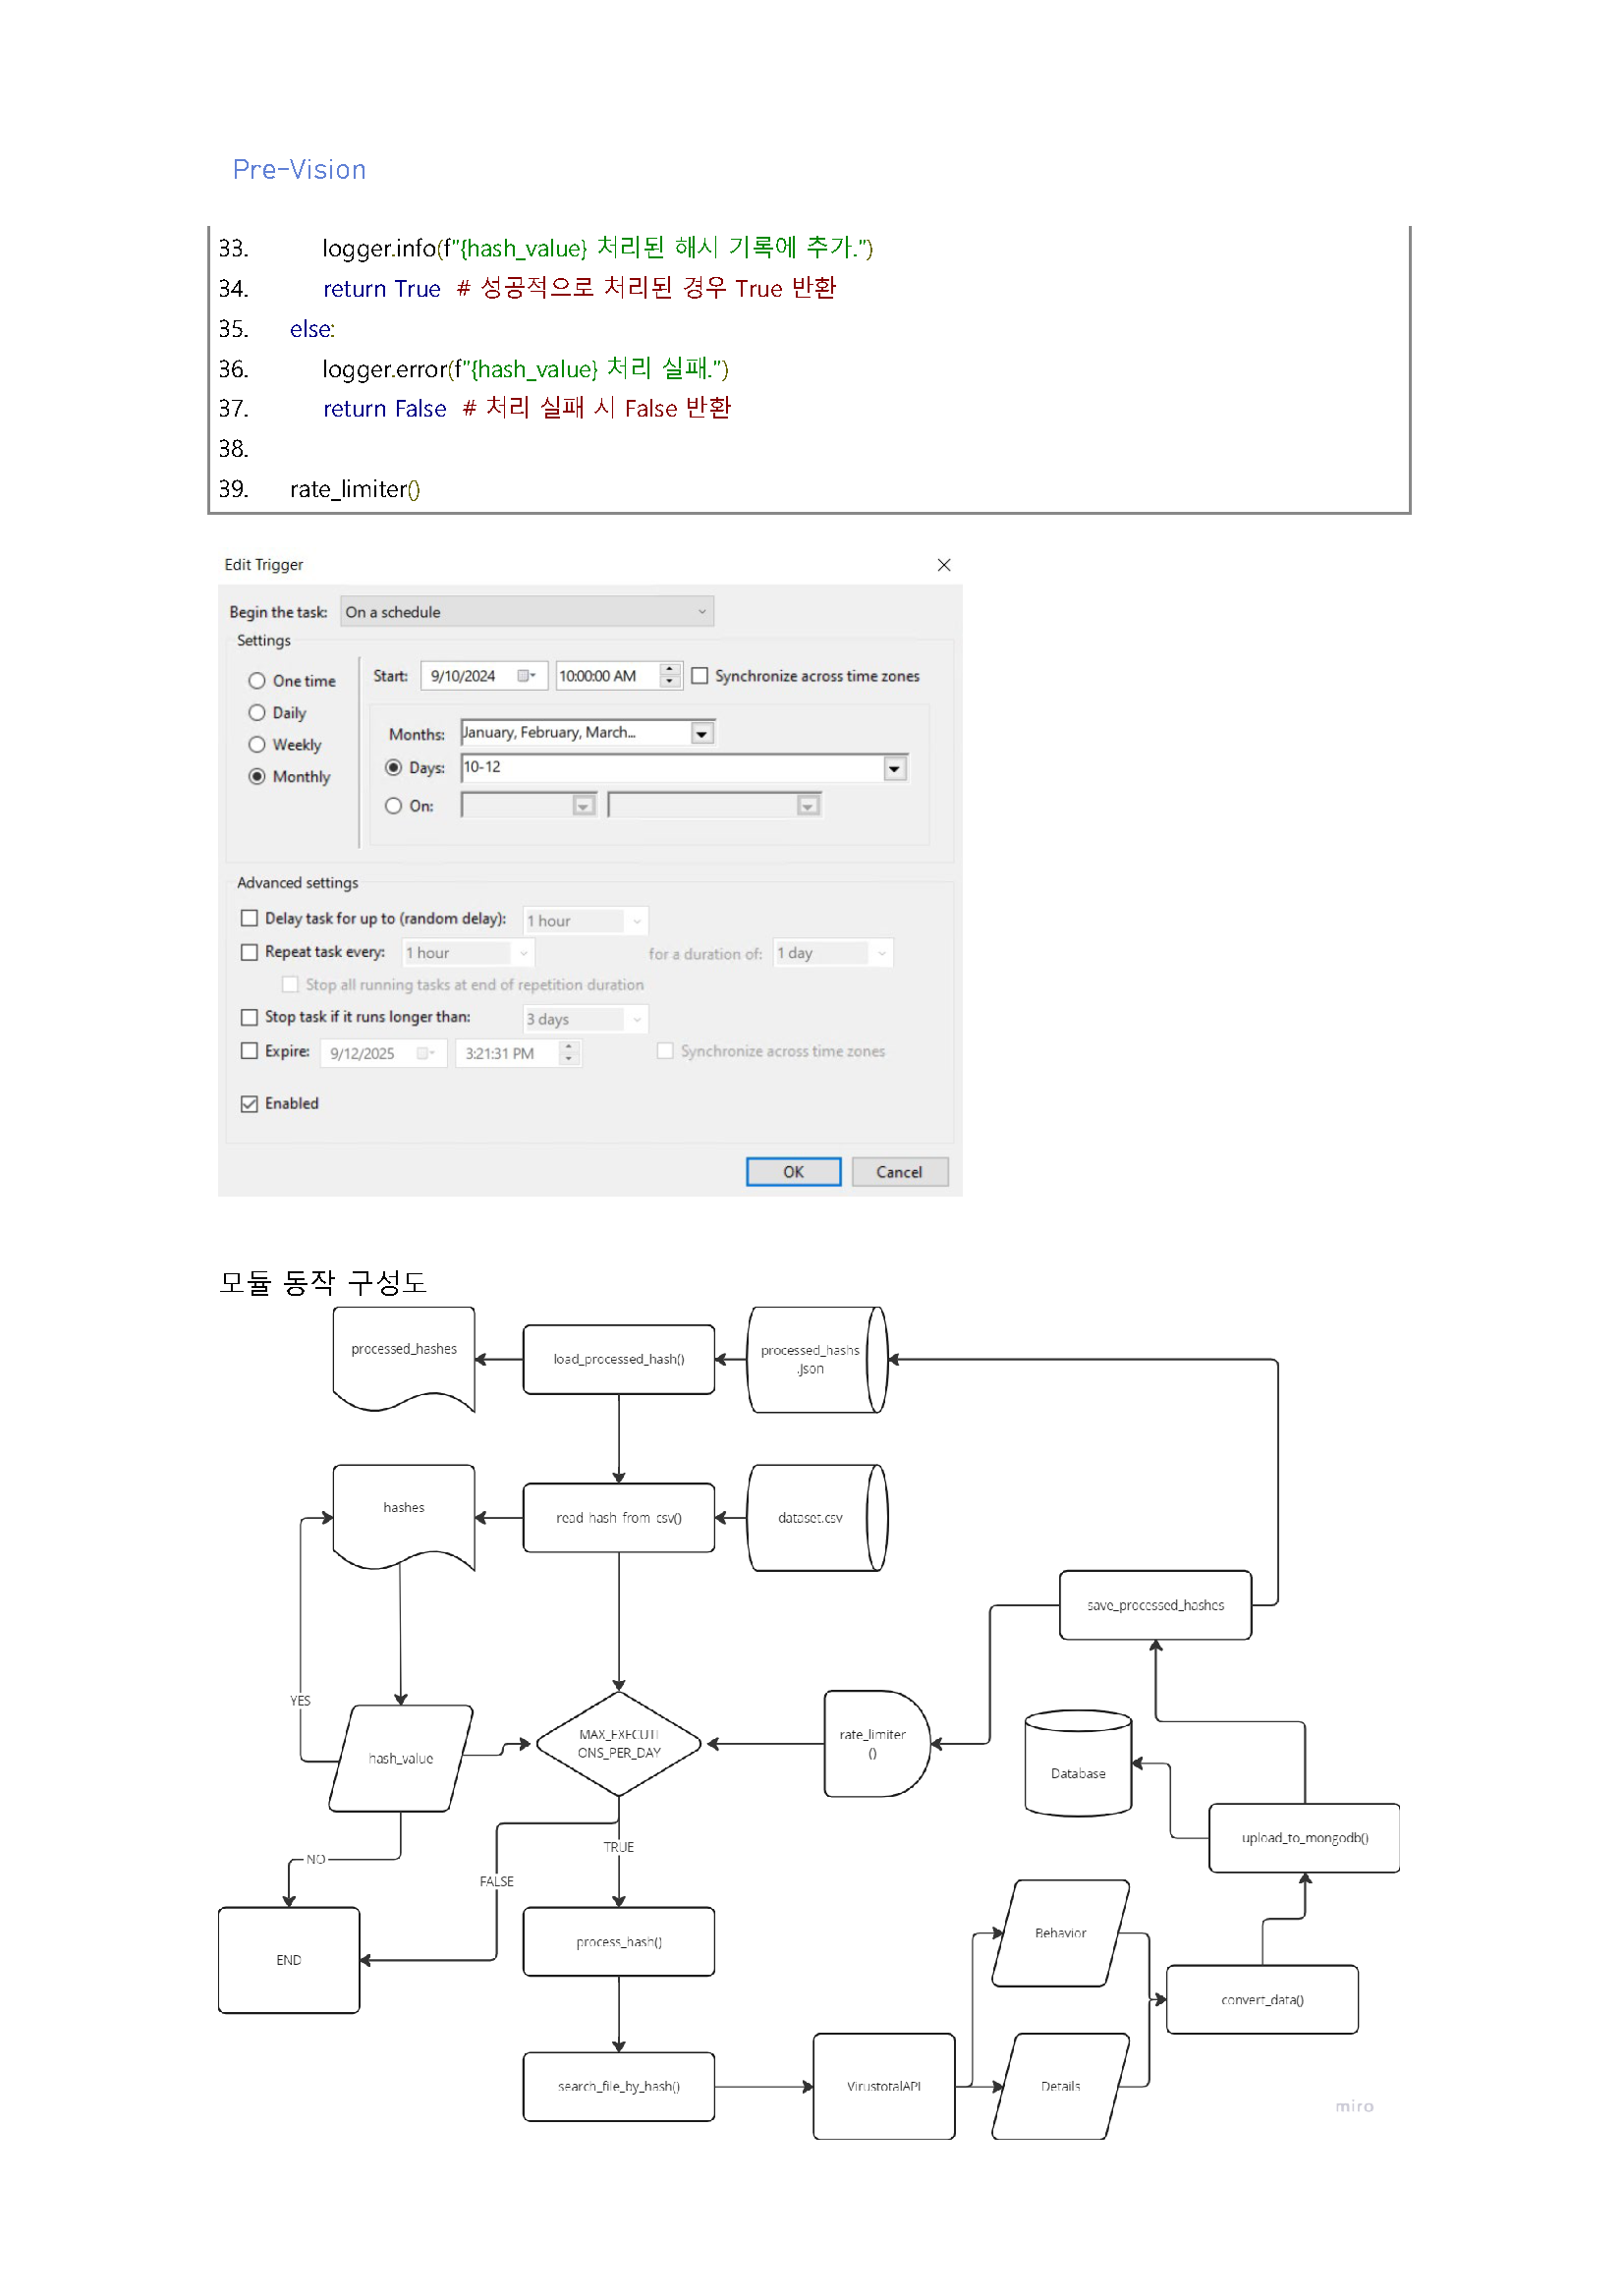 Pre-Vision
33. logger.info(f"{hash_value} 처리된 해시 기록에 추가.")
34. return True # 성공적으로 처리된 경우 True 반환
35. else:
36. logger.error(f"{hash_value} 처리 실패.")
37. return False # 처리 실패 시 False 반환
38.
39. rate_limiter()
Edit Trigger
Begin the task: On a schedule
Settings
One time
Daily
Weekly
Monthly
Start: 9/10/2024 10:00:00 AM Synchronize across time zones
Months: January, February, March...
Days: 10-12
On:
Advanced settings
Delay task for up to (random delay): 1 hour
Repeat task every: 1 hour for a duration of: 1 day
Stop all running tasks at end of repetition duration
Stop task if it runs longer than: 3 days
Expire: 9/12/2025 3:21:31 PM Synchronize across time zones
Enabled
OK Cancel
모듈 동작 구성도
processed_hashes
load_processed_hash()
processed_hashs
.json
hashes
read_hash_from_csv()
dataset.csv
save_processed_hashes
YES
hash_value
MAX_EXECUTI
ONS_PER_DAY
rate_limiter
()
Database
upload_to_mongodb()
NO
TRUE
FALSE
END
process_hash()
Behavior
convert_data()
search_file_by_hash()
VirustotalAPI
Details
miro